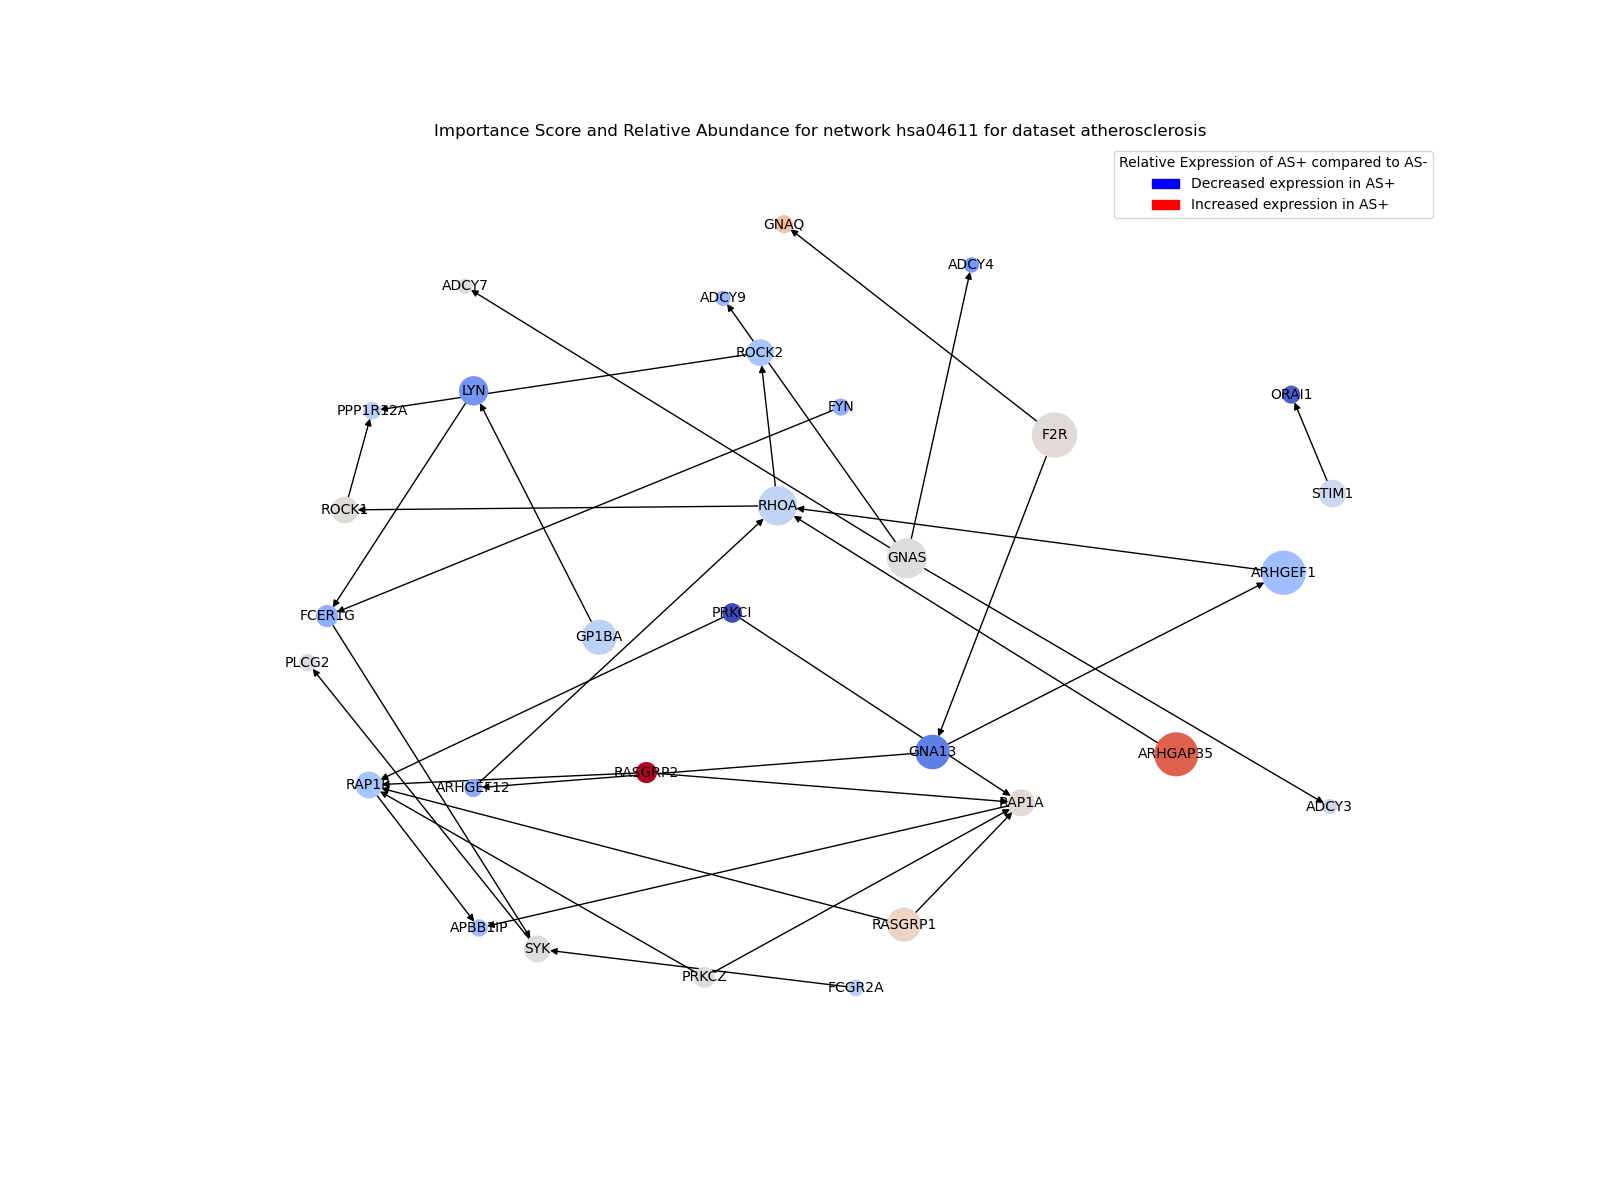 Importance Score and Relative Abundance for network hsa04611 for dataset atherosclerosis
Relative Expression of AS+ compared to AS-
Decreased expression in AS+
Increased expression in AS+
GNAQ
ADCY4
ADCY7
ADCY9
ROCK2
LYN
ORAI1
PPP1R12A
FYN
F2R
STIM1
RHOA
ROCK1
GNAS
ARHGEF1
PRKCI
FCER1G
GP1BA
PLCG2
GNA13
ARHGAP35
RASGRP2
RAP1B
ARHGEF12
RAP1A
ADCY3
RASGRP1
APBB1IP
SYK
PRKCZ
FCGR2A